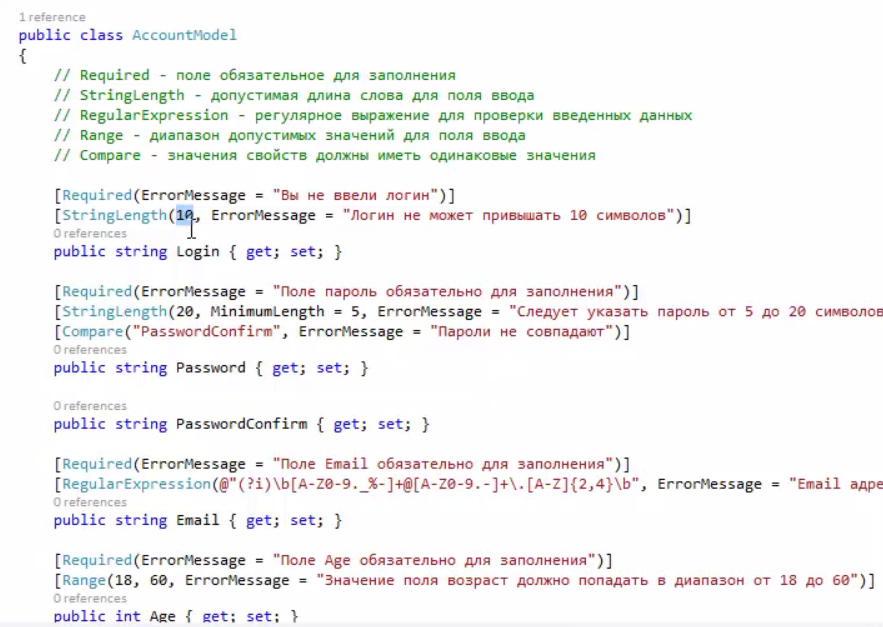 1 reference
public class AccountModel
{
// Required - поле обязательное для заполнения
// StringLength - допустимая длина слова для поля ввода
// RegularExpression - регулярное выражение для проверки введенных данных
// Range - диапазон допустимых значений для поля ввода
// Compare - значения свойств должны иметь одинаковые значения
[Required(ErrorMessage = "Вы не ввели логин")]
[StringLength(10, ErrorMessage = "Логин не может привышать 10 символов")]
0 references
public string Login { get; set; }
[Required(ErrorMessage = "Поле пароль обязательно для заполнения")]
[StringLength(20, MinimumLength = 5, ErrorMessage = "Следует указать пароль от 5 до 20 символов
[Compare("PasswordConfirm", ErrorMessage = "Пароли не совпадают")]
0 references
public string Password { get; set; }
0 references
public string PasswordConfirm { get; set; }
[Required(ErrorMessage = "Поле Email обязательно для заполнения")]
[RegularExpression(@"(?i)\b[A-Z0-9._%-]+@[A-Z0-9.-]+\.[A-Z]{2,4}\b", ErrorMessage = "Email адре
0 references
public string Email { get; set; }
[Required(ErrorMessage = "Поле Age обязательно для заполнения")]
[Range(18, 60, ErrorMessage = "Значение поля возраст должно попадать в диапазон от 18 до 60")]
0 references
public int Age { get; set; }